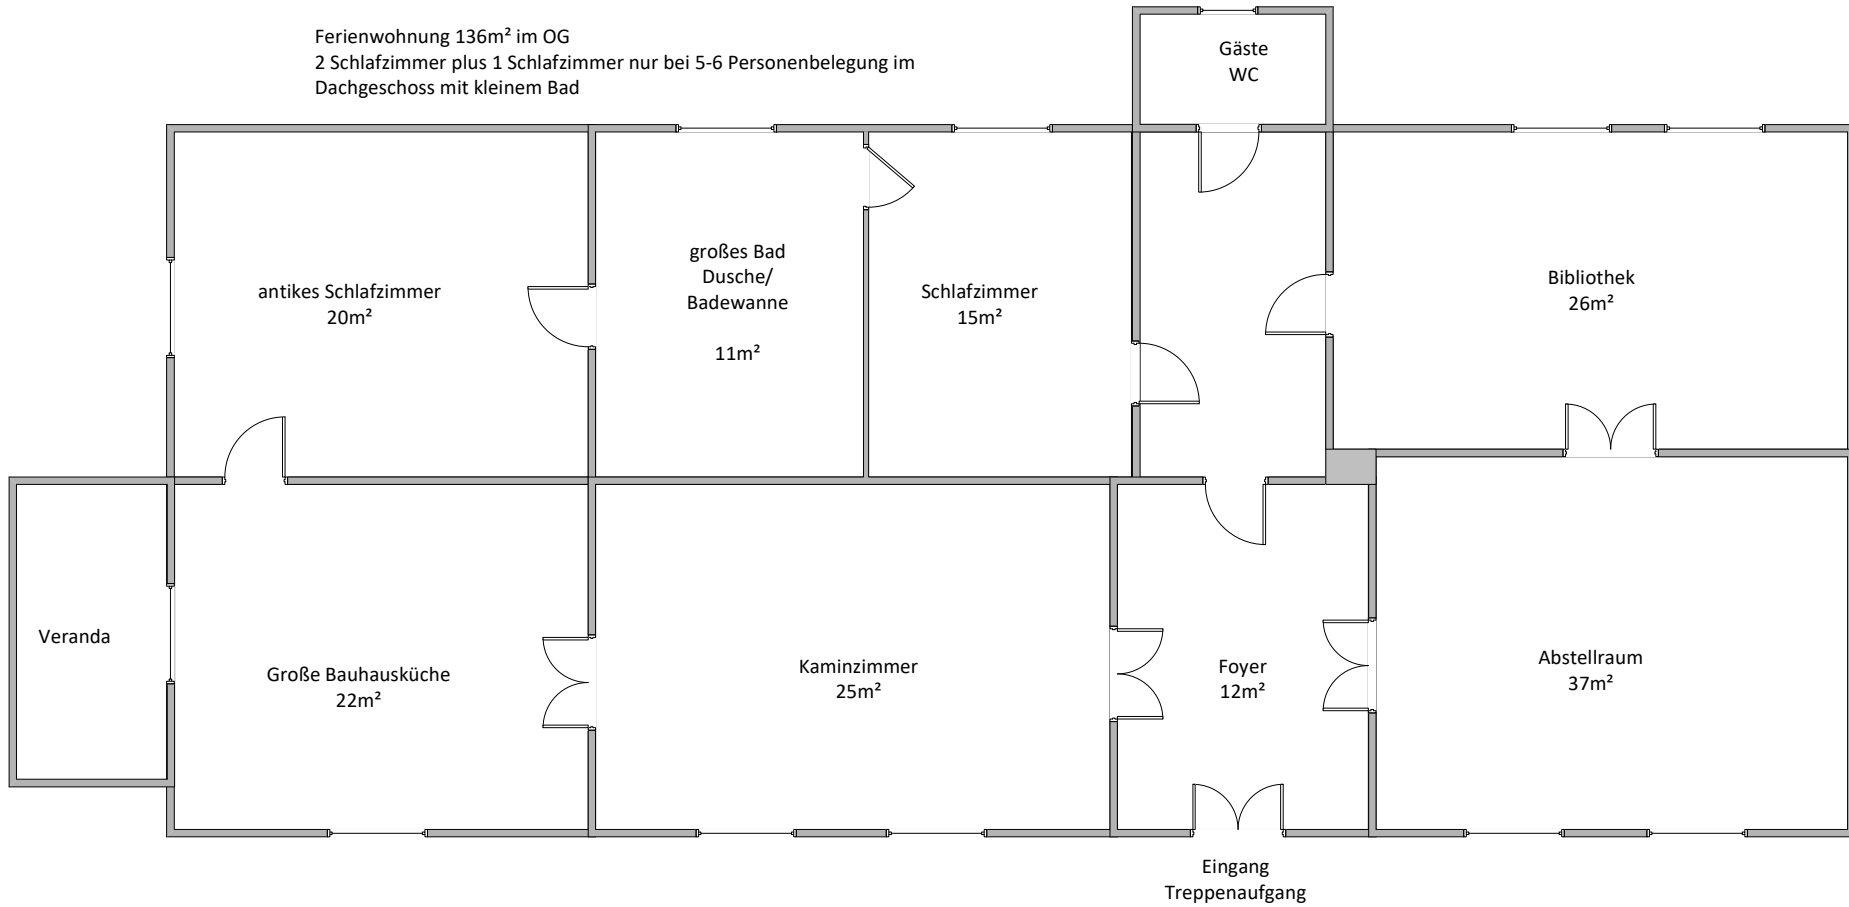 Ferienwohnung 136m² im OG
2 Schlafzimmer plus 1 Schlafzimmer nur bei 5-6 Personenbelegung im
Dachgeschoss mit kleinem Bad
Gäste
WC
antikes Schlafzimmer
20m²
großes Bad
Dusche/
Badewanne
11m²
Schlafzimmer
15m²
Bibliothek
26m²
Veranda
Große Bauhausküche
22m²
Kaminzimmer
25m²
Foyer
12m²
Abstellraum
37m²
Eingang
Treppenaufgang